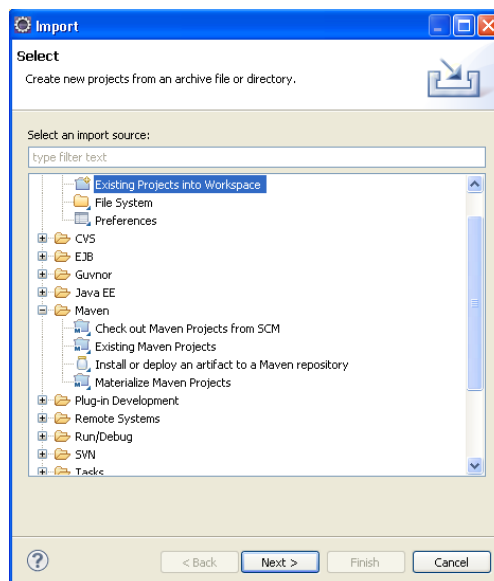 Import
Select
Create new projects from an archive file or directory.
Select an import source:
type filter text
Existing Projects into Workspace
File System
Preferences
CVS
EJB
Guvnor
Java EE
Maven
Check out Maven Projects from SCM
Existing Maven Projects
Install or deploy an artifact to a Maven repository
Materialize Maven Projects
Plug-in Development
Remote Systems
Run/Debug
SVN
Tasks
?
< Back Next > Finish Cancel